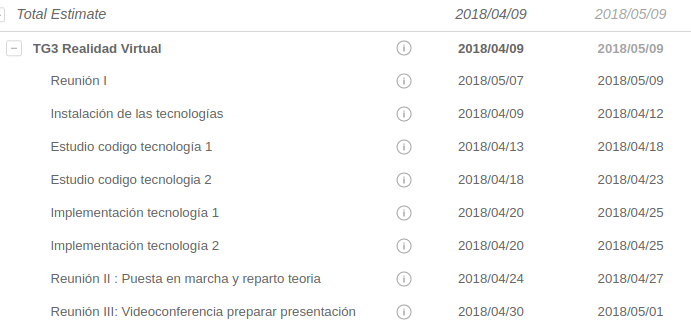 Total Estimate 2018/04/09 2018/05/09
TG3 Realidad Virtual 2018/04/09 2018/05/09
Reunión I 2018/05/07 2018/05/09
Instalación de las tecnologías 2018/04/09 2018/04/12
Estudio codigo tecnología 1 2018/04/13 2018/04/18
Estudio codigo tecnologia 2 2018/04/18 2018/04/23
Implementación tecnología 1 2018/04/20 2018/04/25
Implementación tecnología 2 2018/04/20 2018/04/25
Reunión II : Puesta en marcha y reparto teoria 2018/04/24 2018/04/27
Reunión III: Videoconferencia preparar presentación 2018/04/30 2018/05/01